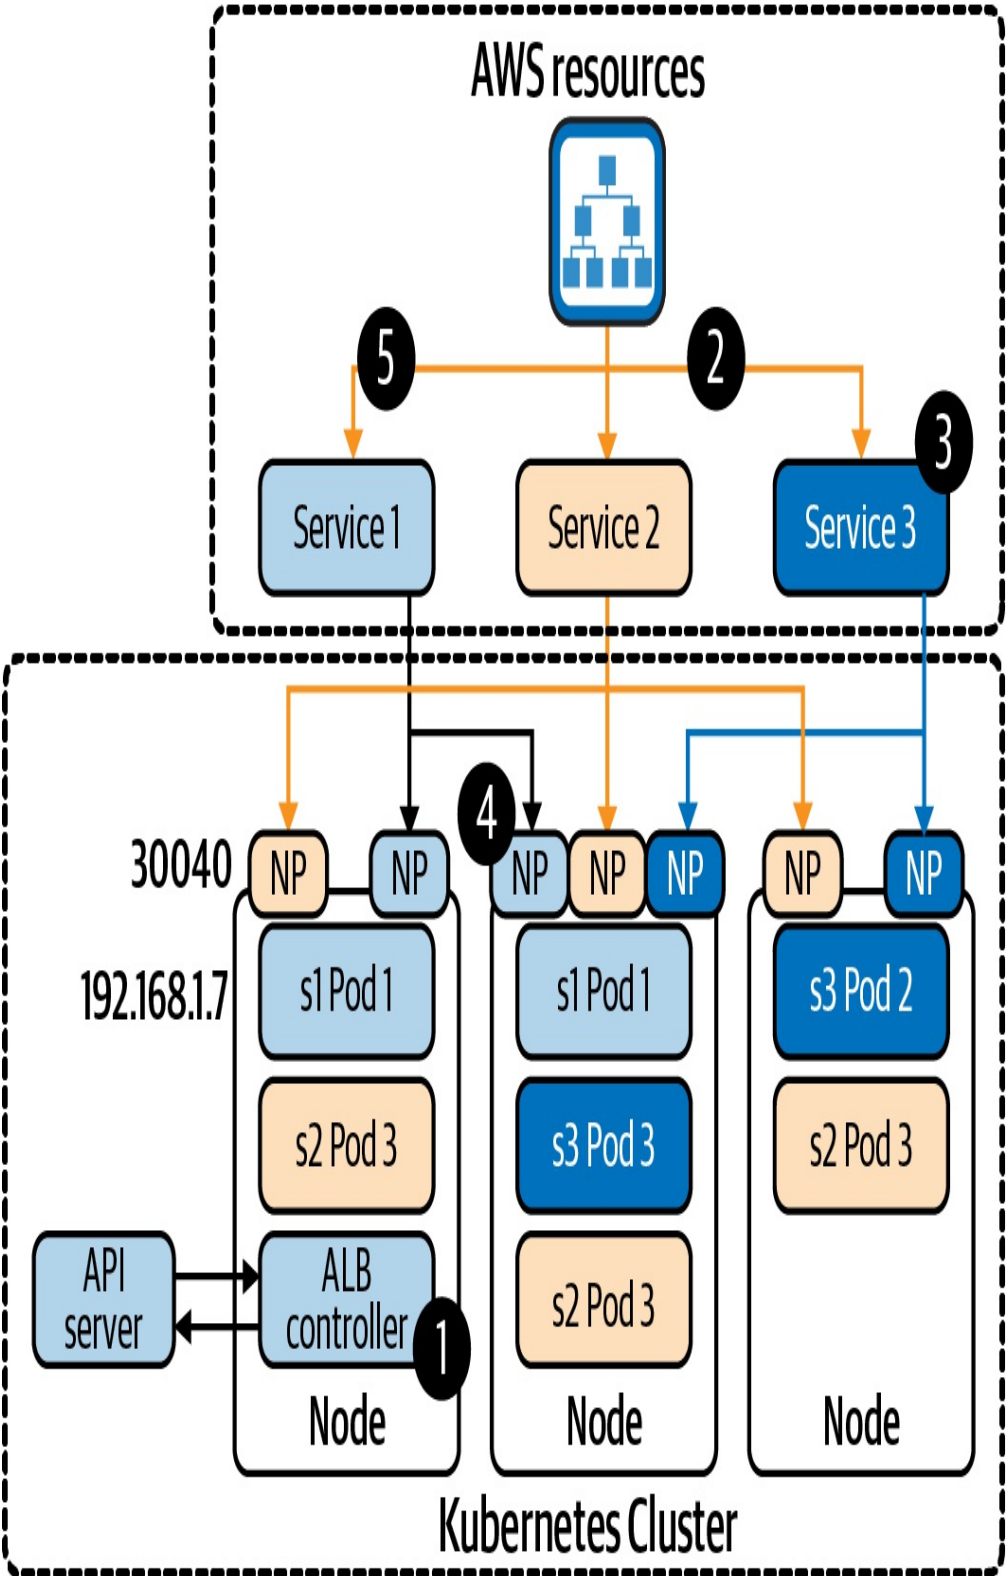 AWS resources
5
2
3
Service 1
Service 2
Service 3
4
30040
NP
NP
NP
NP
NP
NP
NP
192.168.1.7
s1 Pod 1
s1 Pod 1
s3 Pod 2
s2 Pod 3
s3 Pod 3
s2 Pod 3
API
server
ALB
controller
1
s2 Pod 3
Node
Node
Node
Kubernetes Cluster